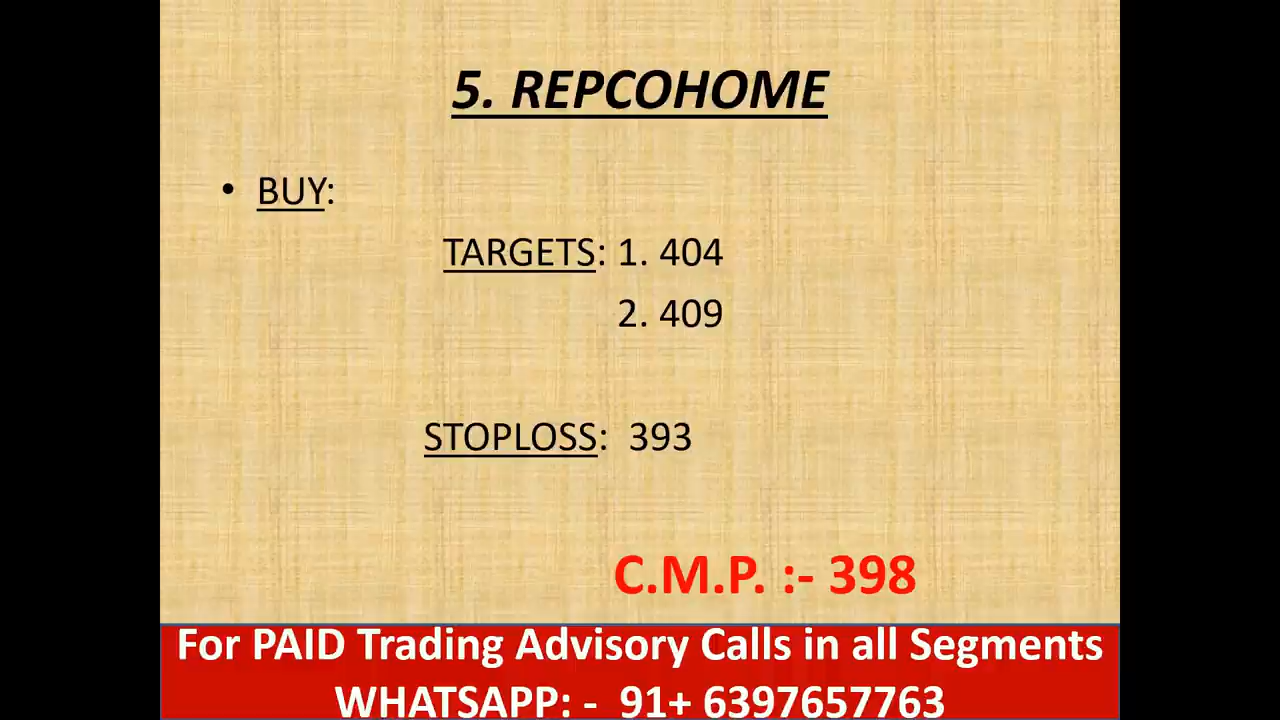 5. REPCOHOME
• BUY:
TARGETS: 1. 404
2. 409
STOPLOSS: 393
C.M.P. :- 398
For PAID Trading Advisory Calls in all Segments
WHATSAPP: - 91+ 6397657763